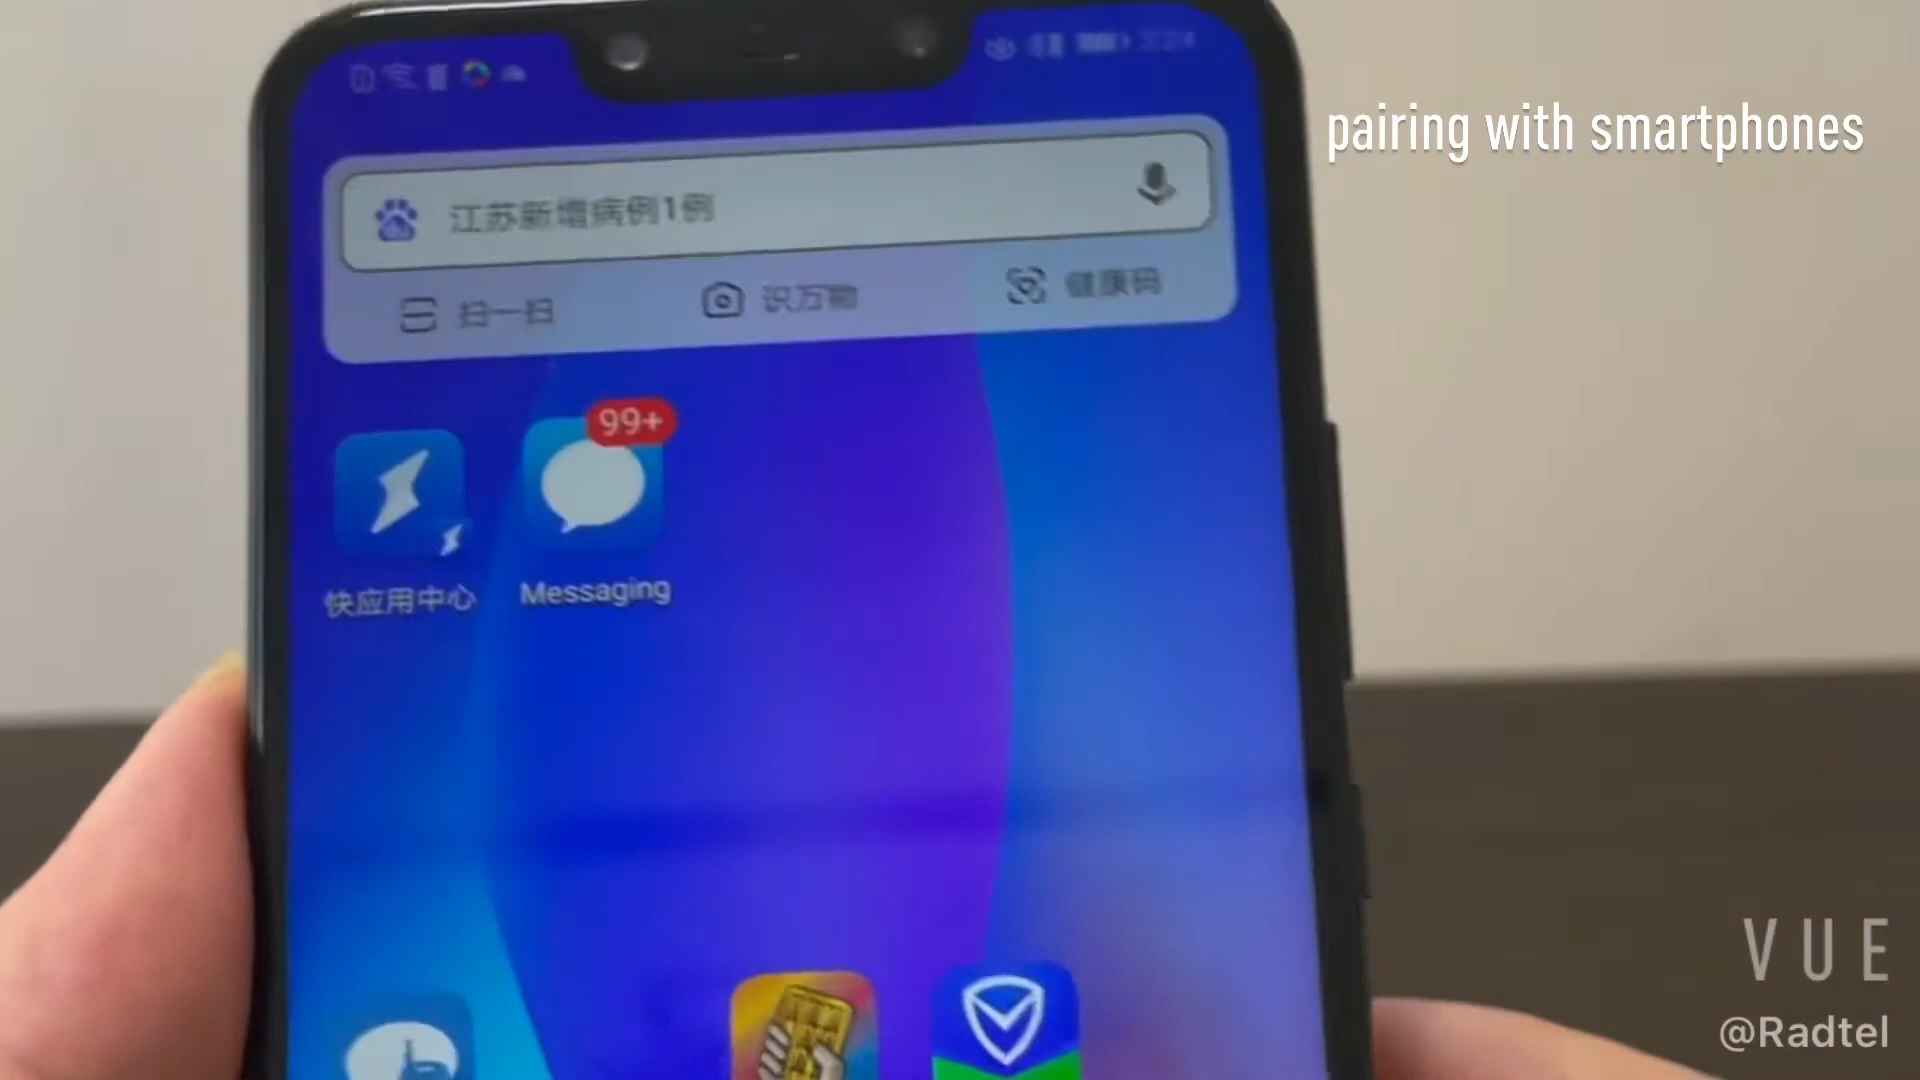 pairing with smartphones
江苏新增病例1例
扫一扫
识万物
健康码
99+
快应用中心
Messaging
VUE
@Radtel